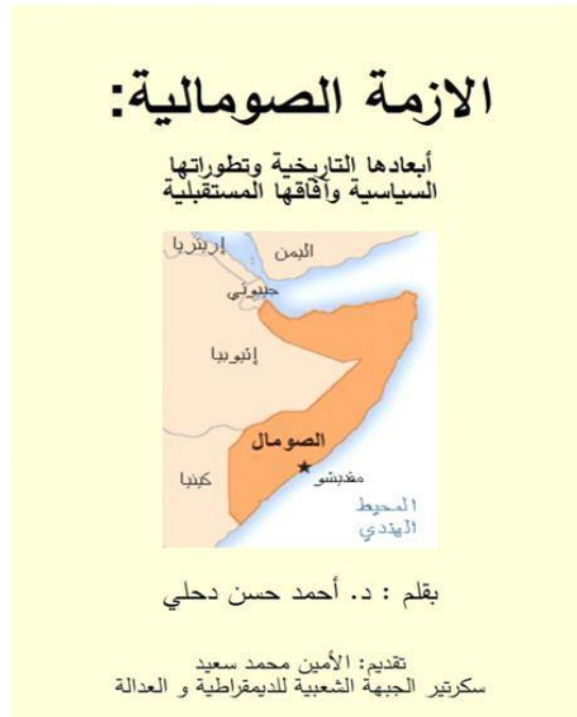 الازمة الصومالية:
أبعادها التاريخية وتطوراتها
السياسية وآفاقها المستقبلية
إريتريا
اليمن
جيبوتي
إثيوبيا
الصومال
مقديشو
كينيا
المحيط
الهندي
بقلم : د. أحمد حسن دحلي
تقديم: الأمين محمد سعيد
سكرتير الجبهة الشعبية للديمقراطية و العدالة